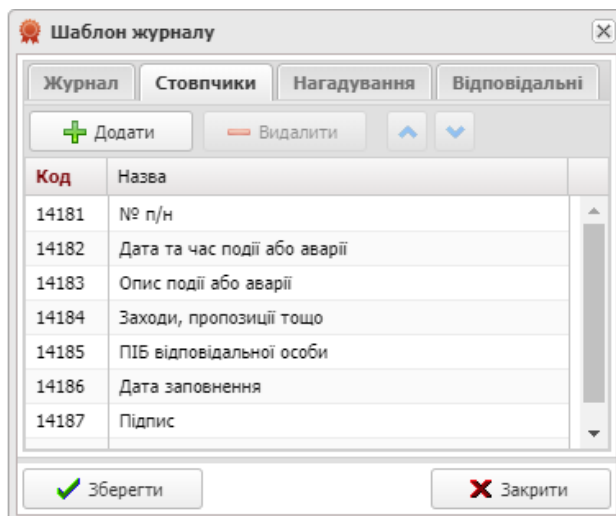 Шаблон журналу
Журнал Стовпчики Нагадування Відповідальні
Додати Видалити
Код Назва
14181 № п/н
14182 Дата та час події або аварії
14183 Опис події або аварії
14184 Заходи, пропозиції тощо
14185 ПІБ відповідальної особи
14186 Дата заповнення
14187 Підпис
Зберегти Закрити